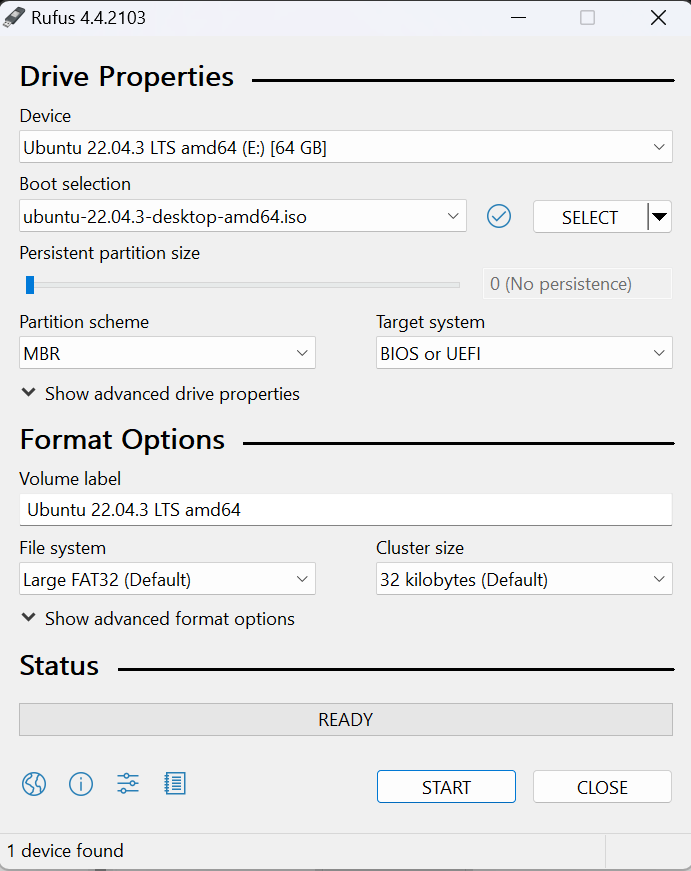 Rufus 4.4.2103
Drive Properties
Device
Ubuntu 22.04.3 LTS amd64 (E:) [64 GB]
Boot selection
ubuntu-22.04.3-desktop-amd64.iso
SELECT
Persistent partition size
0 (No persistence)
Partition scheme
Target system
MBR
BIOS or UEFI
Show advanced drive properties
Format Options
Volume label
Ubuntu 22.04.3 LTS amd64
File system
Cluster size
Large FAT32 (Default)
32 kilobytes (Default)
Show advanced format options
Status
READY
START
CLOSE
1 device found